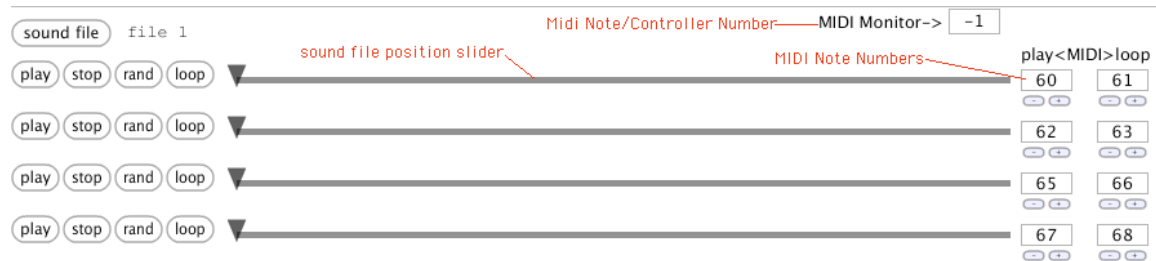 sound file file 1 Midi Note/Controller Number MIDI Monitor-> -1
sound file position slider MIDI Note Numbers play<MIDI>loop
play stop rand loop 60 61
- + - +
play stop rand loop 62 63
- + - +
play stop rand loop 65 66
- + - +
play stop rand loop 67 68
- + - +